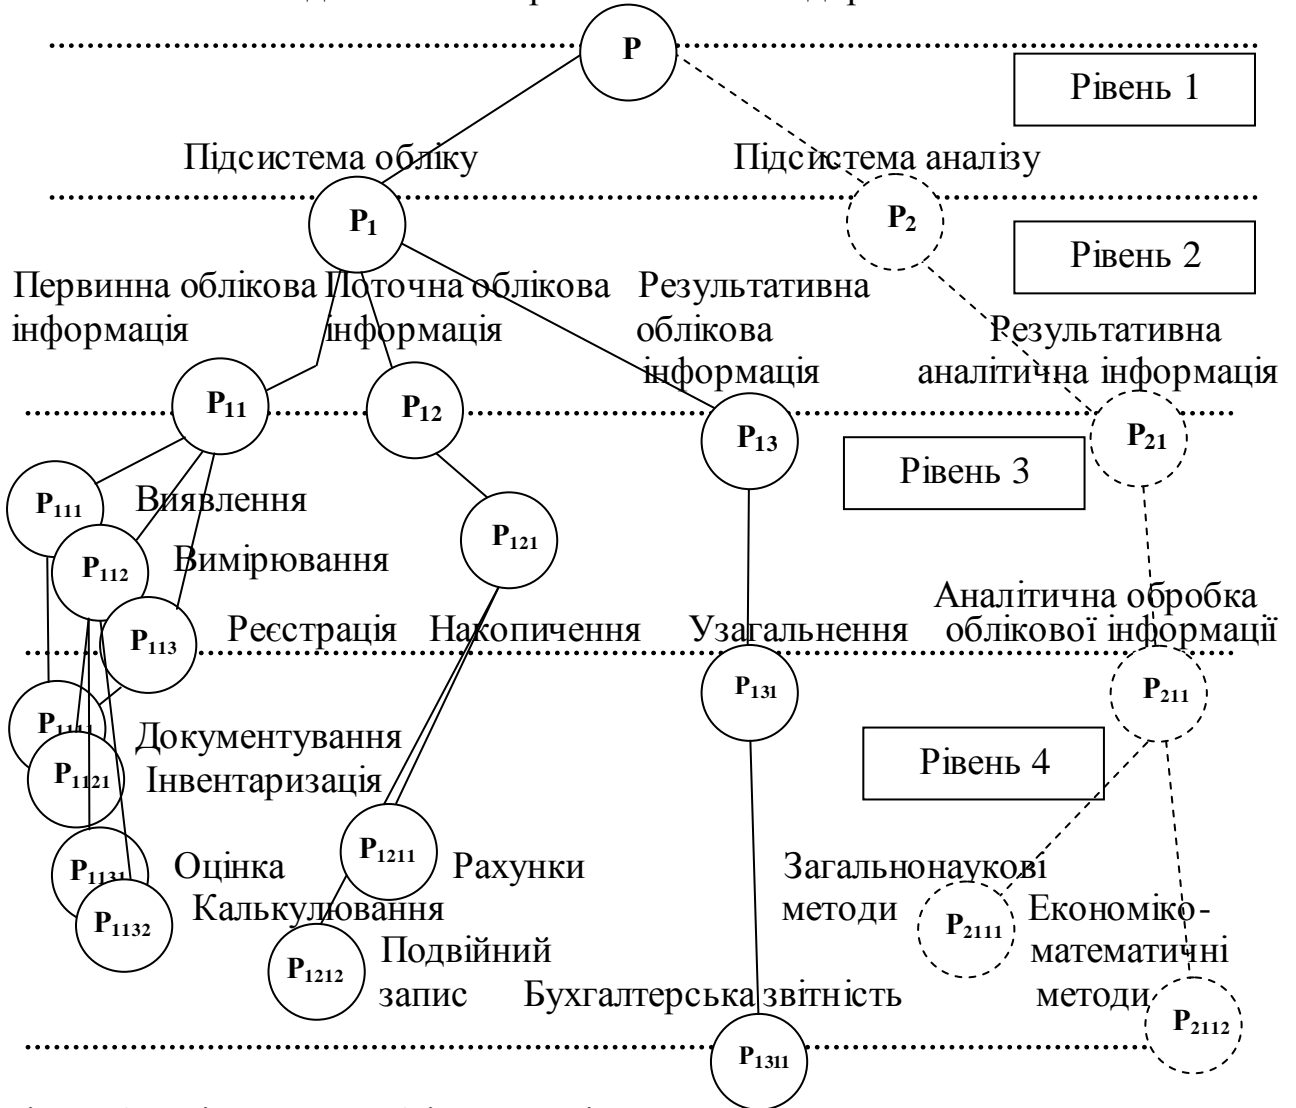 P
Рівень 1
Підсистема обліку
Підсистема аналізу
P1
P2
Рівень 2
Первинна облікова
інформація
Поточна облікова
інформація
Результативна
облікова
інформація
Результативна
аналітична інформація
P11
P12
P13
P21
Рівень 3
P111
Виявлення
P112
Вимірювання
P121
P113
Реєстрація
Накопичення
Узагальнення
Аналітична обробка
облікової інформації
P131
P211
P1111
Документування
P1121
Інвентаризація
Рівень 4
P1131
Оцінка
P1132
Калькулювання
P1211
Рахунки
P1212
Подвійний
запис
Бухгалтерська звітність
P1311
Загальнонаукові
методи
P2111
Економіко-
математичні
методи
P2112